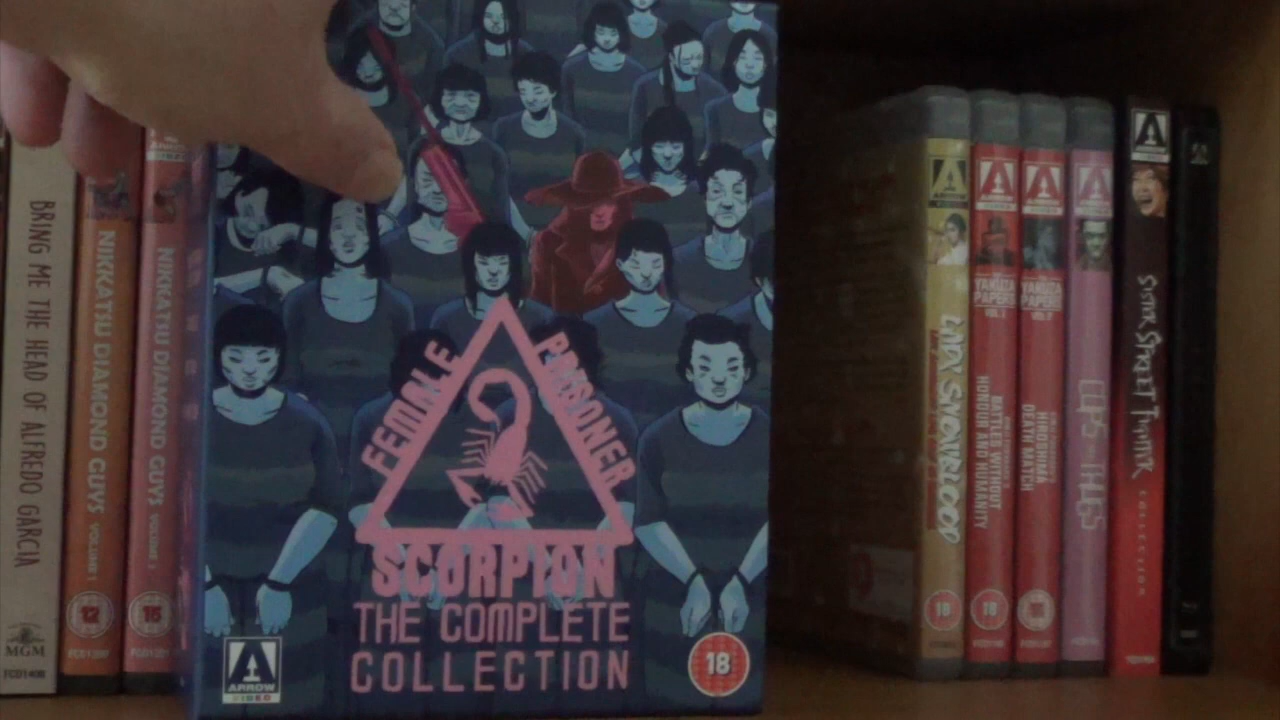 BRING ME THE HEAD OF ALFREDO GARCIA
MGM
NIKKATSU DIAMOND GUYS VOLUME 1
12
NIKKATSU DIAMOND GUYS VOLUME 2
15
FEMALE
PRISONER
SCORPION
THE COMPLETE
COLLECTION
A
ARROW
VIDEO
18
A
LADY SNOWBLOOD
18
A
YAKUZA
PAPERS
VOL.1
BATTLES WITHOUT
HONOUR AND HUMANITY
18
A
YAKUZA
PAPERS
HIROSHIMA
DEATH MATCH
A
COPS vs THUGS
A
SISTER STREET FIGHTER
COLLECTION